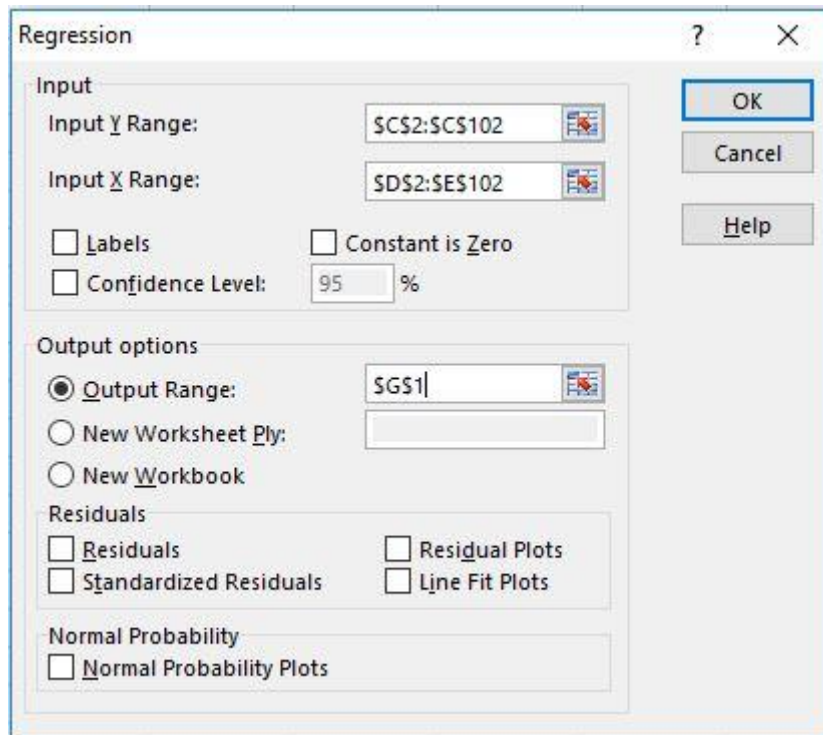 Regression ?
Input
Input Y Range: $C$2:$C$102
Input X Range: $D$2:$E$102
Labels Constant is Zero
Confidence Level: 95 %
OK
Cancel
Help
Output options
Output Range: $G$1
New Worksheet Ply:
New Workbook
Residuals
Residuals Residual Plots
Standardized Residuals Line Fit Plots
Normal Probability
Normal Probability Plots